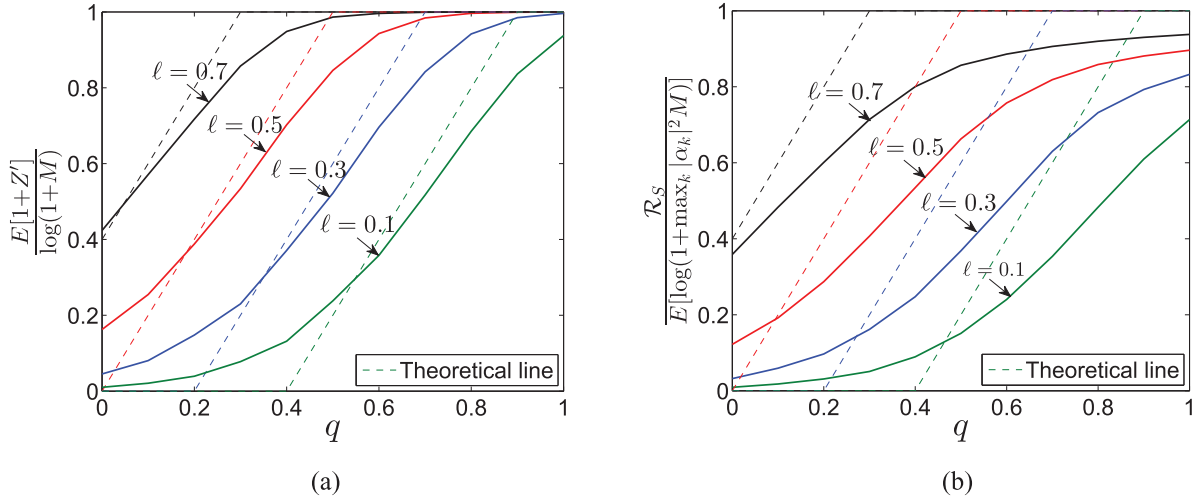 E[1+Z′]
log(1+M)
1
0.8
0.6
0.4
0.2
0
ℓ = 0.7
ℓ = 0.5
ℓ = 0.3
ℓ = 0.1
Theoretical line
0 0.2 0.4 0.6 0.8 1
q
(a)
ℛ_S
E[log(1+max_k |α_k|²M)]
1
0.8
0.6
0.4
0.2
0
ℓ = 0.7
ℓ = 0.5
ℓ = 0.3
ℓ = 0.1
Theoretical line
0 0.2 0.4 0.6 0.8 1
q
(b)